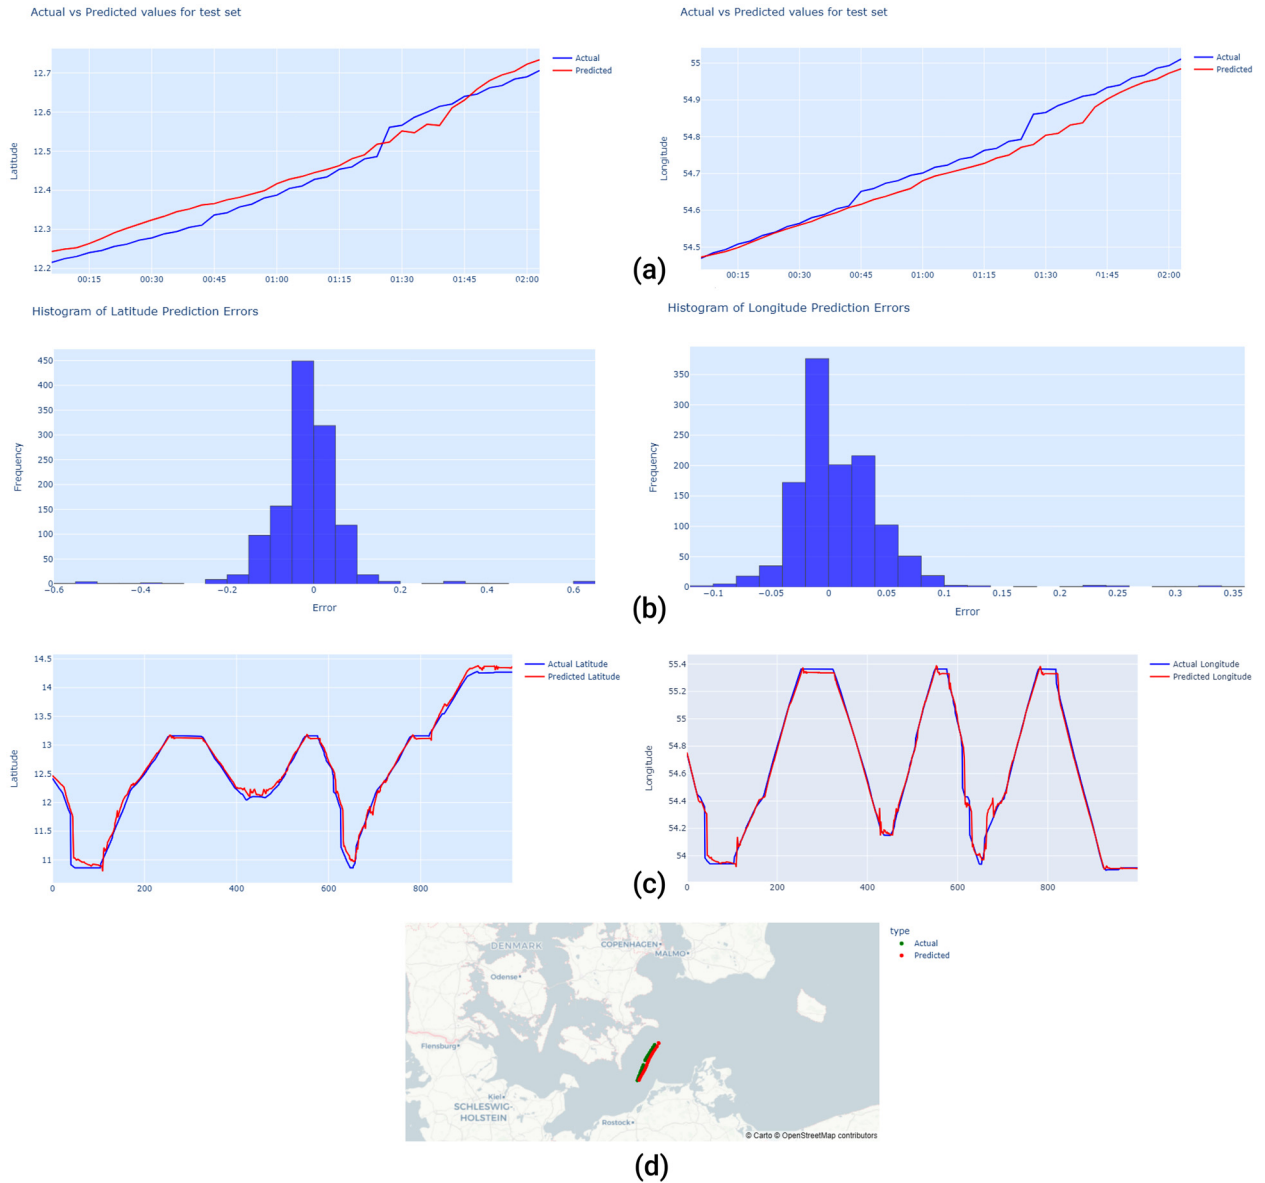 Actual vs Predicted values for test set
Actual vs Predicted values for test set
Actual
Predicted
Actual
Predicted
12.7
12.6
12.5
12.4
12.3
12.2
Latitude
00:15 00:30 00:45 01:00 01:15 01:30 01:45 02:00
55
54.9
54.8
54.7
54.6
54.5
Longitude
00:15 00:30 00:45 01:00 01:15 01:30 01:45 02:00
(a)
Histogram of Latitude Prediction Errors
Histogram of Longitude Prediction Errors
450
400
350
300
250
200
150
100
50
0
Frequency
−0.6 −0.4 −0.2 0 0.2 0.4 0.6
Error
350
300
250
200
150
100
50
0
Frequency
−0.1 −0.05 0 0.05 0.1 0.15 0.2 0.25 0.3 0.35
Error
(b)
14.5
14
13.5
13
12.5
12
11.5
11
Latitude
0 200 400 600 800
Actual Latitude
Predicted Latitude
55.4
55.2
55
54.8
54.6
54.4
54.2
54
Longitude
0 200 400 600 800
Actual Longitude
Predicted Longitude
(c)
DENMARK
COPENHAGEN
MALMO
Odense
Flensburg
Kiel
SCHLESWIG-
HOLSTEIN
Rostock
© Carto © OpenStreetMap contributors
type
Actual
Predicted
(d)